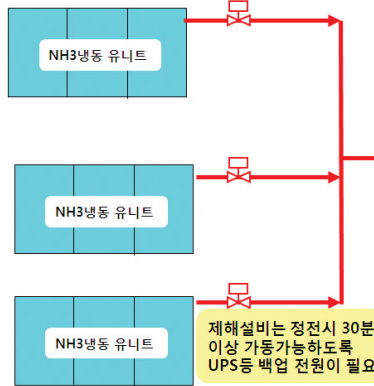 NH3냉동 유니트
NH3냉동 유니트
NH3냉동 유니트
제해설비는 정전시 30분
이상 가동가능하도록
UPS등 백업 전원이 필요